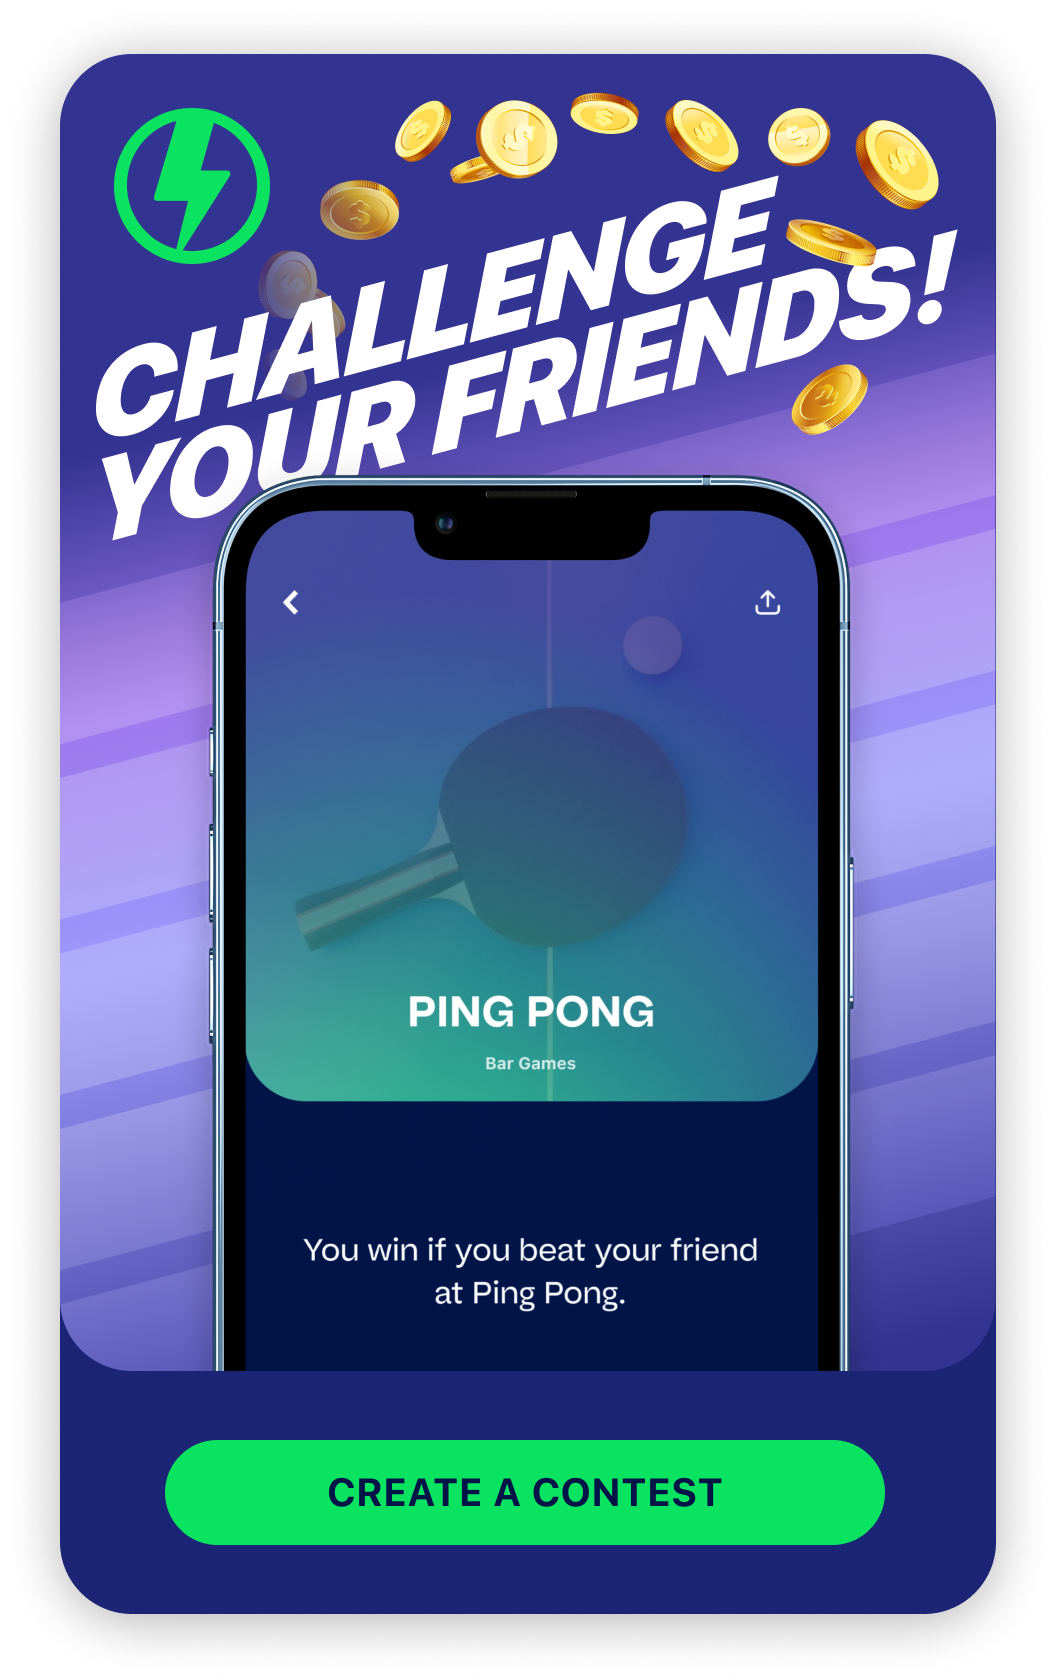 CHALLENGE
YOUR FRIENDS!
PING PONG
Bar Games
You win if you beat your friend
at Ping Pong.
CREATE A CONTEST